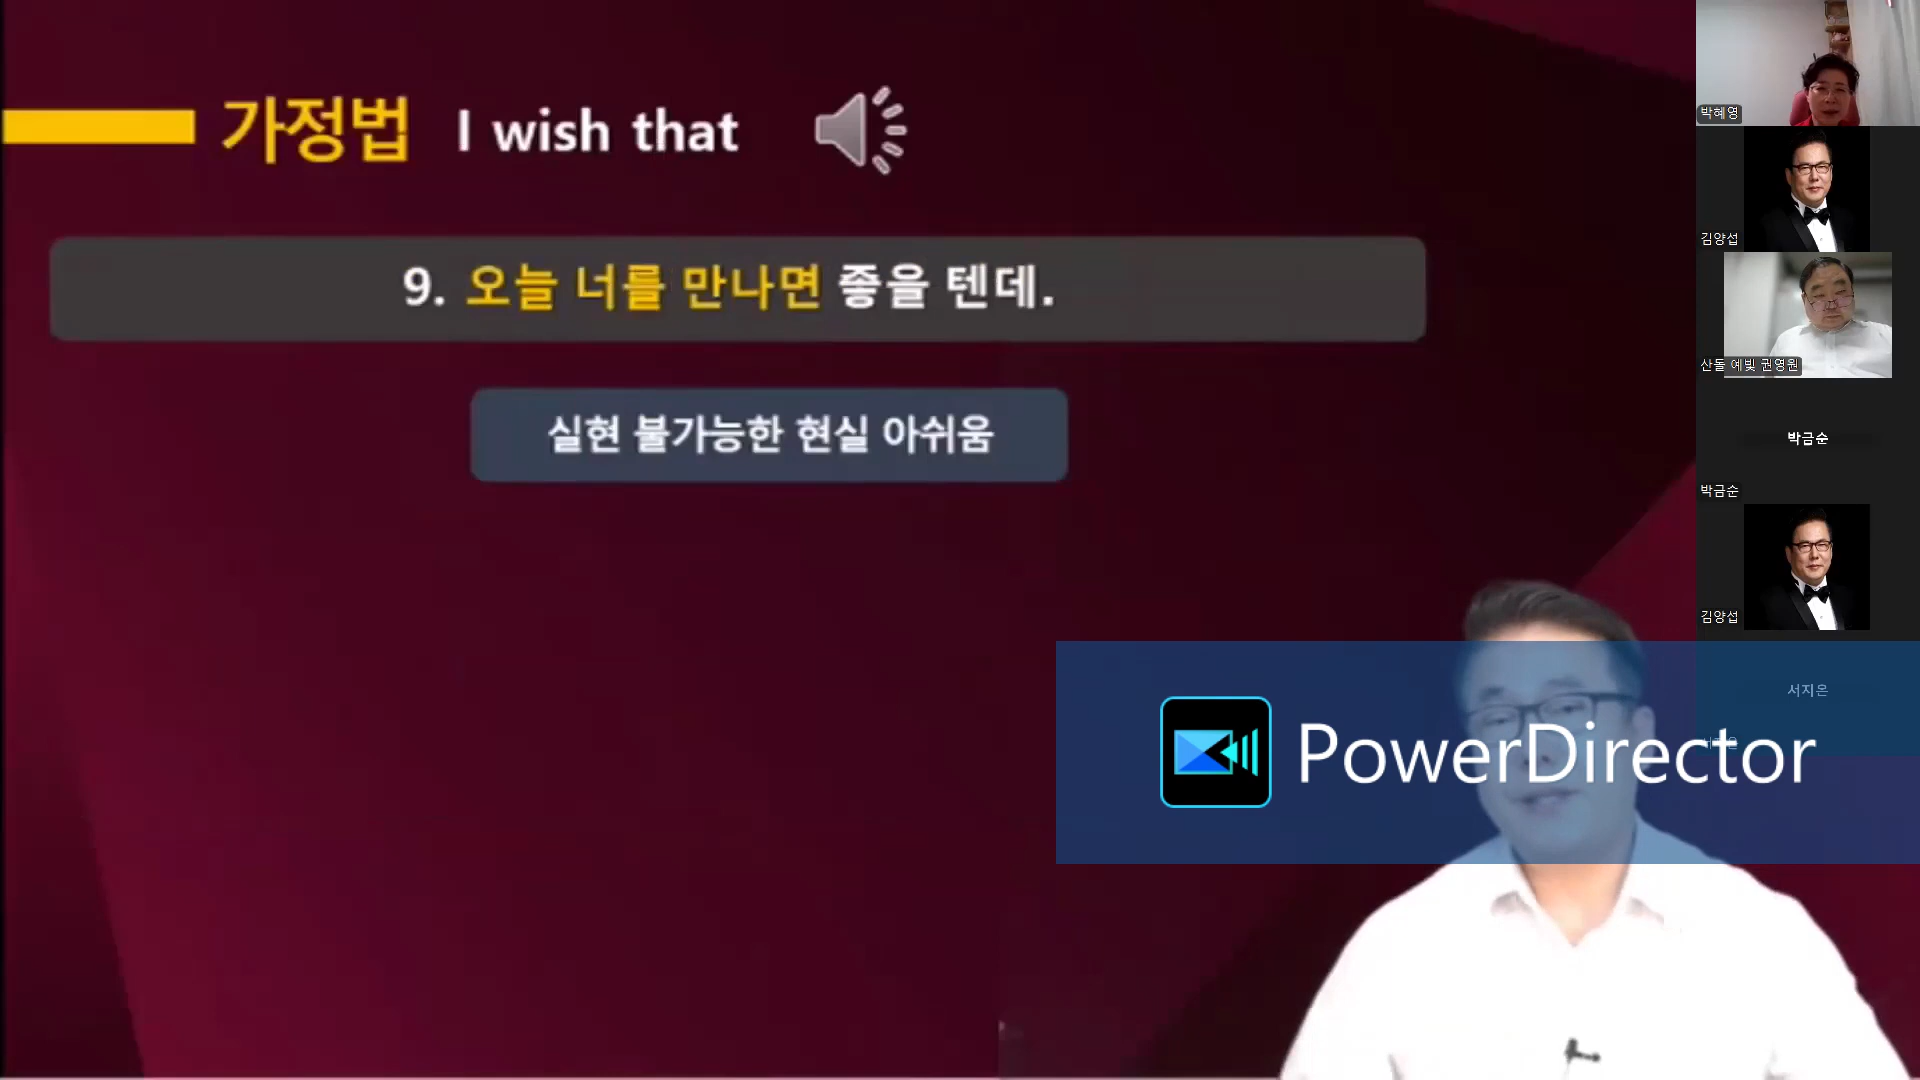 가정법 I wish that
9. 오늘 너를 만나면 좋을 텐데.
실현 불가능한 현실 아쉬움
PowerDirector
박혜영
김양섭
산돌 예빛 권영원
박금순
박금순
김양섭
서지온